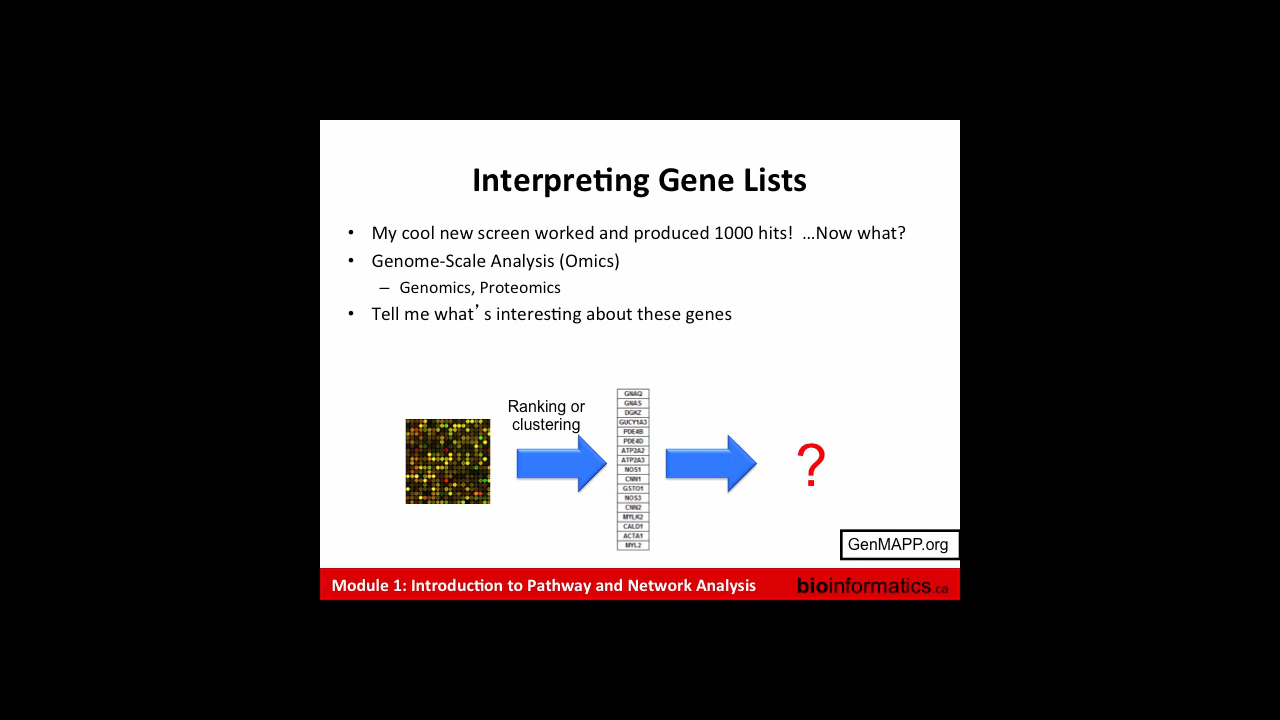 Interpreting Gene Lists
• My cool new screen worked and produced 1000 hits! ...Now what?
• Genome-Scale Analysis (Omics)
– Genomics, Proteomics
• Tell me what's interesting about these genes
Ranking or
clustering
GNAQ
GNAS
DGKZ
GUCY1A3
PDE4B
PDE4D
ATP2A2
ATP2A3
NOS1
CNN1
GSTO1
NOS3
CNN2
MYLK2
CALD1
ACTA1
MYL2
?
GenMAPP.org
Module 1: Introduction to Pathway and Network Analysis
bioinformatics.ca